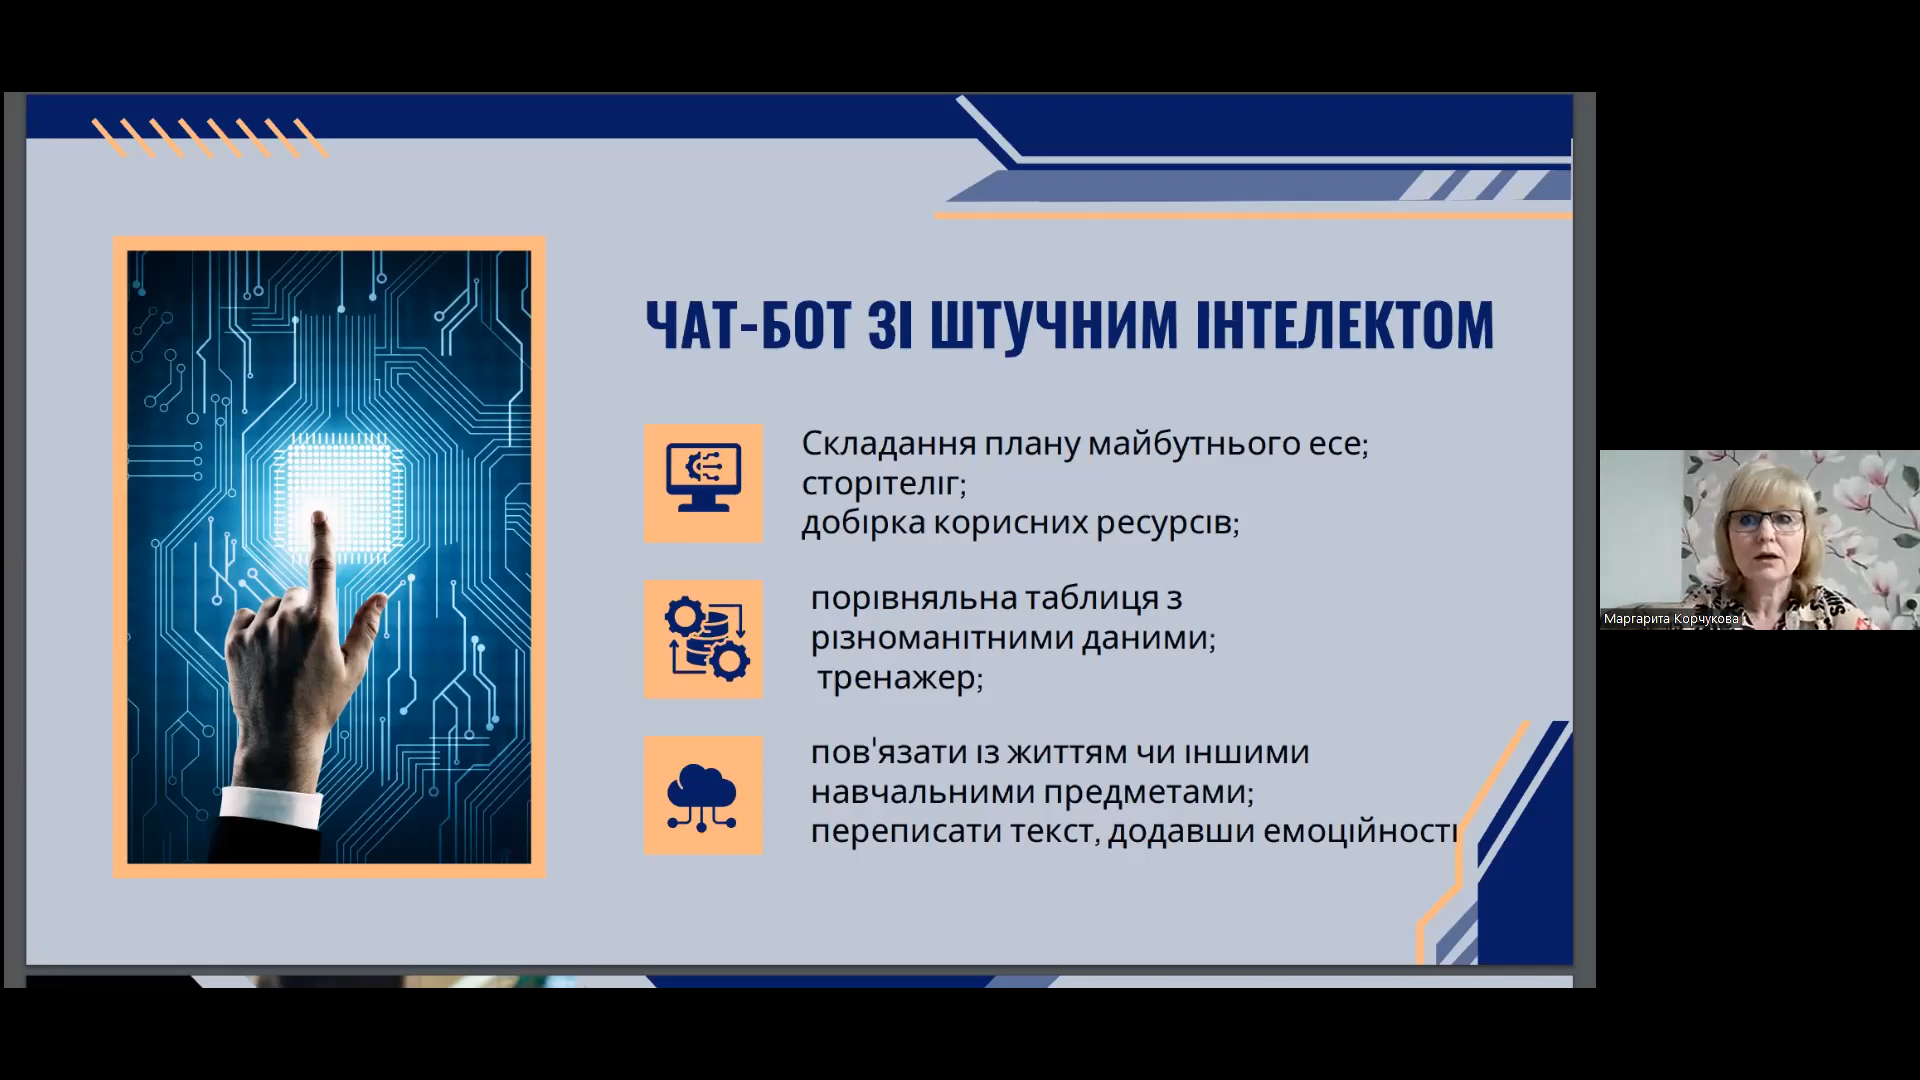 ЧАТ-БОТ ЗІ ШТУЧНИМ ІНТЕЛЕКТОМ
Складання плану майбутнього есе;
сторітеліг;
добірка корисних ресурсів;
порівняльна таблиця з
різноманітними даними;
тренажер;
пов'язати із життям чи іншими
навчальними предметами;
переписати текст, додавши емоційності
Маргарита Корчукова